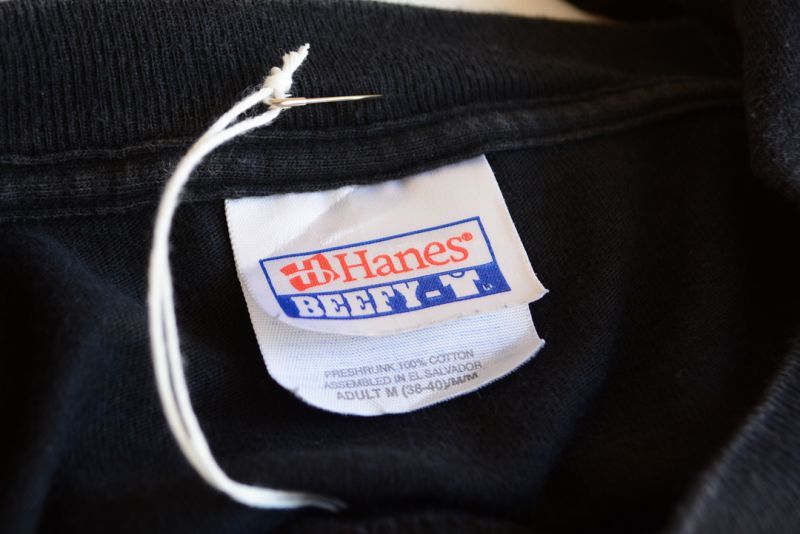 Hanes®
BEEFY-T
PRESHRUNK 100% COTTON
ASSEMBLED IN EL SALVADOR
ADULT M (38-40)/M/M